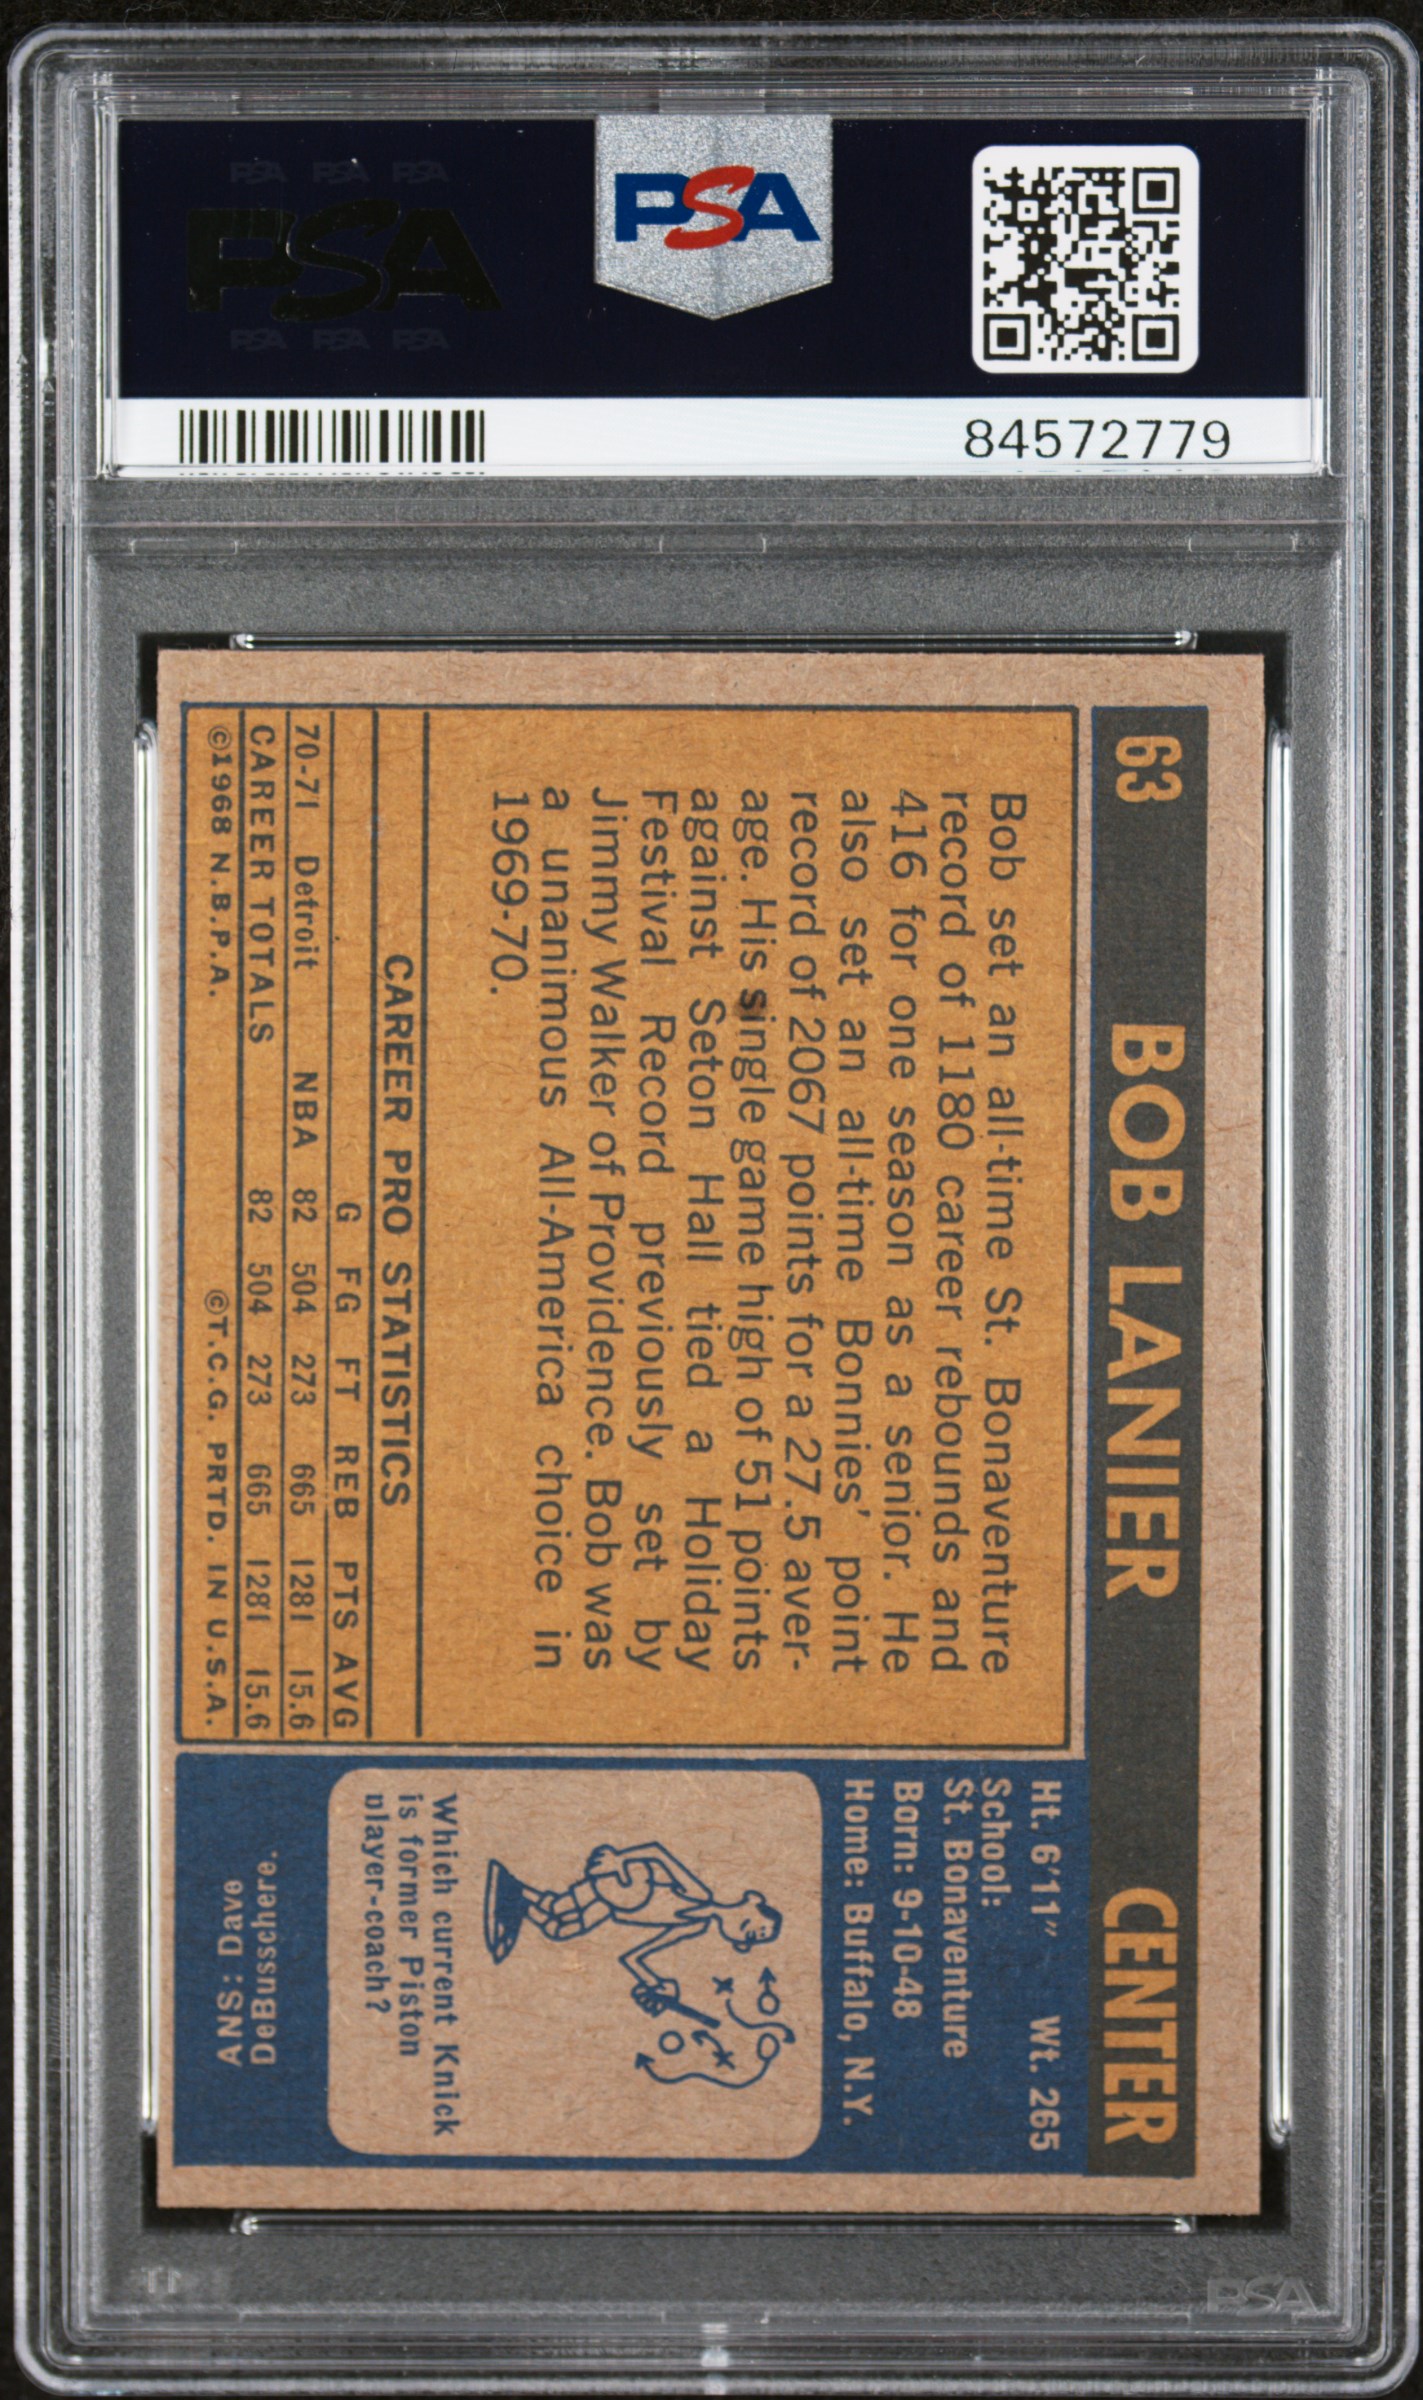 PSA PSA PSA
PSA
PSA PSA PSA
PSA
84572779
63 BOB LANIER CENTER
Bob set an all-time St. Bonaventure
record of 1180 career rebounds and
416 for one season as a senior. He
also set an all-time Bonnies' point
record of 2067 points for a 27.5 aver-
age. His single game high of 51 points
against Seton Hall tied a Holiday
Festival Record previously set by
Jimmy Walker of Providence. Bob was
a unanimous All-America choice in
1969-70.
CAREER PRO STATISTICS
G FG FT REB PTS AVG
70-71 Detroit NBA 82 504 273 665 1281 15.6
CAREER TOTALS 82 504 273 665 1281 15.6
©1968 N.B.P.A. ©T.C.G. PRTD. IN U.S.A.
Ht. 6'11" Wt. 265
School:
St. Bonaventure
Born: 9-10-48
Home: Buffalo, N.Y.
Which current Knick
is former Piston
player-coach?
ANS: Dave
DeBusschere.
PSA